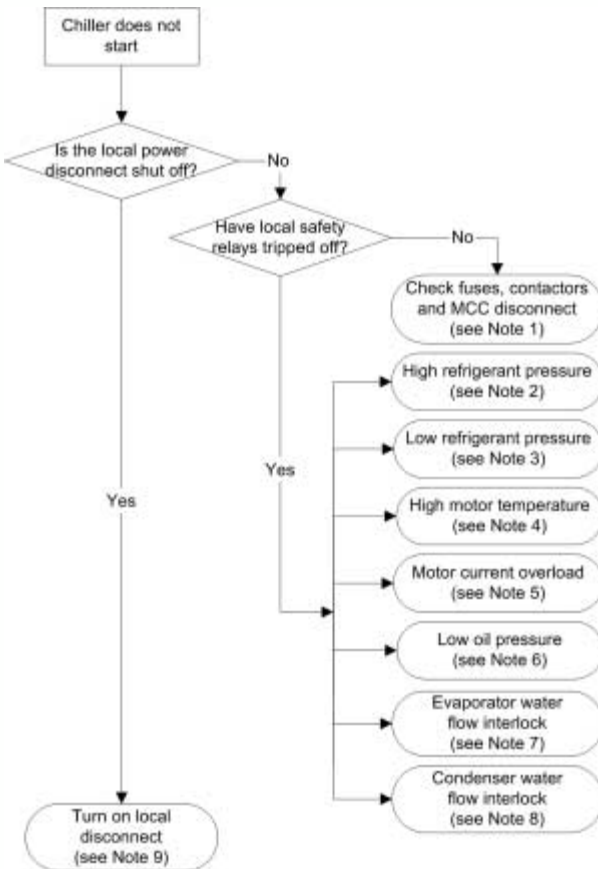 Chiller does not
start
Is the local power
disconnect shut off?
No
Have local safety
relays tripped off?
No
Check fuses, contactors
and MCC disconnect
(see Note 1)
High refrigerant pressure
(see Note 2)
Low refrigerant pressure
(see Note 3)
Yes
High motor temperature
(see Note 4)
Yes
Motor current overload
(see Note 5)
Low oil pressure
(see Note 6)
Evaporator water
flow interlock
(see Note 7)
Condenser water
flow interlock
(see Note 8)
Turn on local
disconnect
(see Note 9)